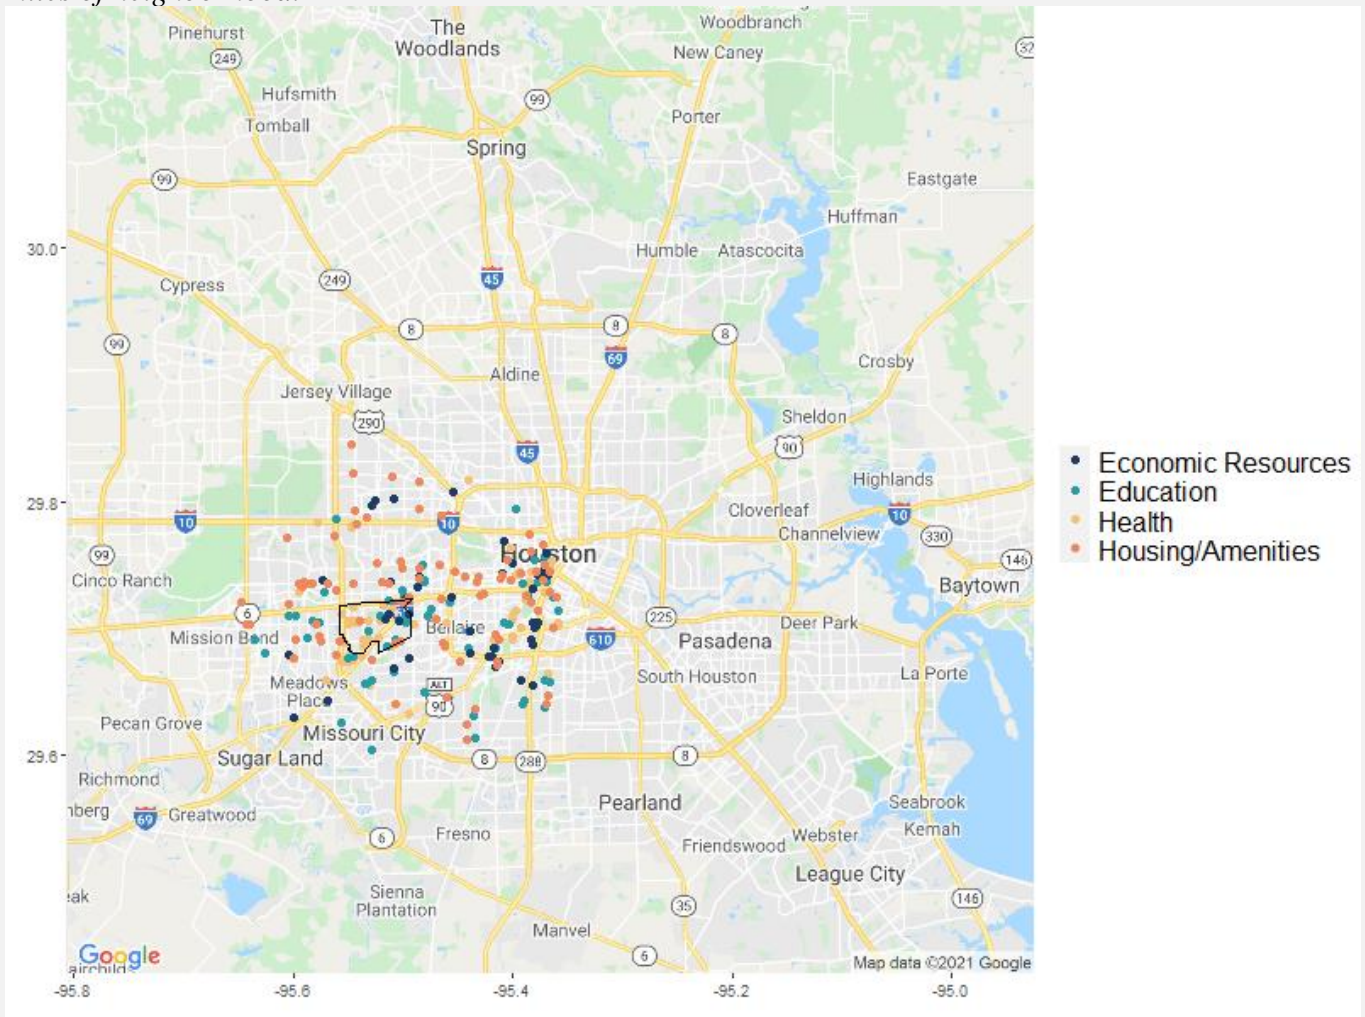 miles of neighborhood.
Woodbranch
The
Woodlands
Pinehurst
249
New Caney
Hufsmith
99
Tomball
Porter
Spring
99
Eastgate
Huffman
30.0
Humble
Atascocita
249
45
Cypress
8
8
8
99
69
Crosby
Aldine
Jersey Village
290
Sheldon
45
90
Economic Resources
Highlands
Education
29.8
10
10
Cloverleaf
10
Health
Channelview
330
Houston
Housing/Amenities
99
146
Cinco Ranch
Baytown
6
225
Deer Park
Bellaire
Mission Bend
610
Pasadena
South Houston
La Porte
Meadows
Place
ALT
90
Pecan Grove
Missouri City
29.6
Sugar Land
8
288
8
Richmond
Pearland
Seabrook
nberg
69
Greatwood
Kemah
6
Fresno
Webster
Friendswood
League City
Sienna
Plantation
eak
35
146
Manvel
Google
6
Map data ©2021 Google
airchilds
-95.8
-95.6
-95.4
-95.2
-95.0